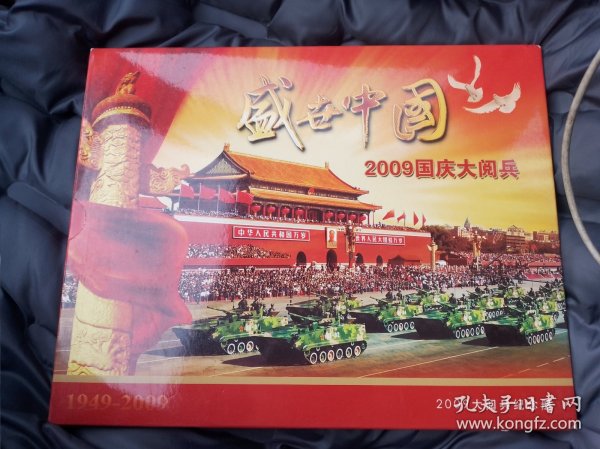 盛世中国
2009国庆大阅兵
中华人民共和国万岁
世界人民大团结万岁
1949-2009
孔夫子旧书网
www.kongfz.com